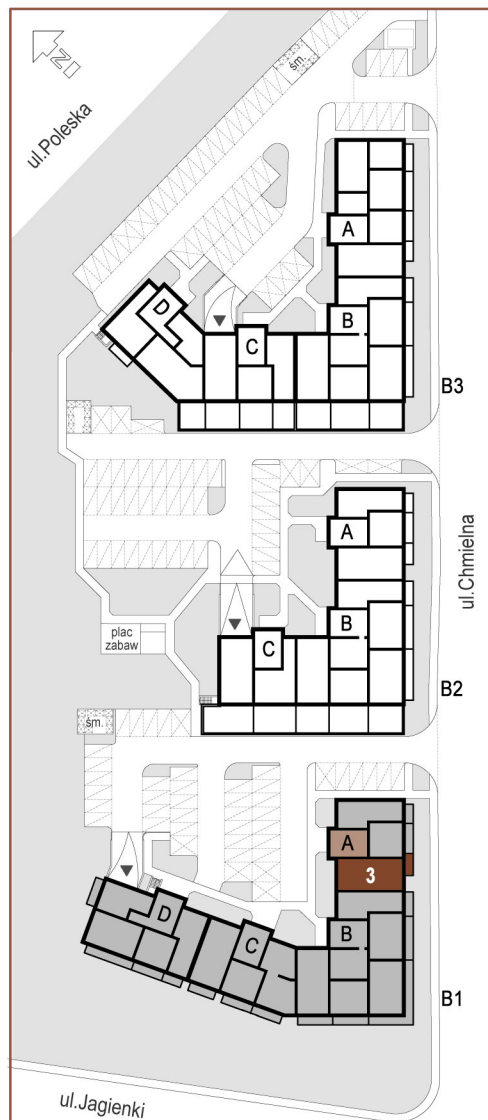 N
śm.
ul.Poleska
A
D
B
C
B3
A
ul.Chmielna
B
plac
zabaw
C
B2
śm.
A
3
D
B
C
B1
ul.Jagienki